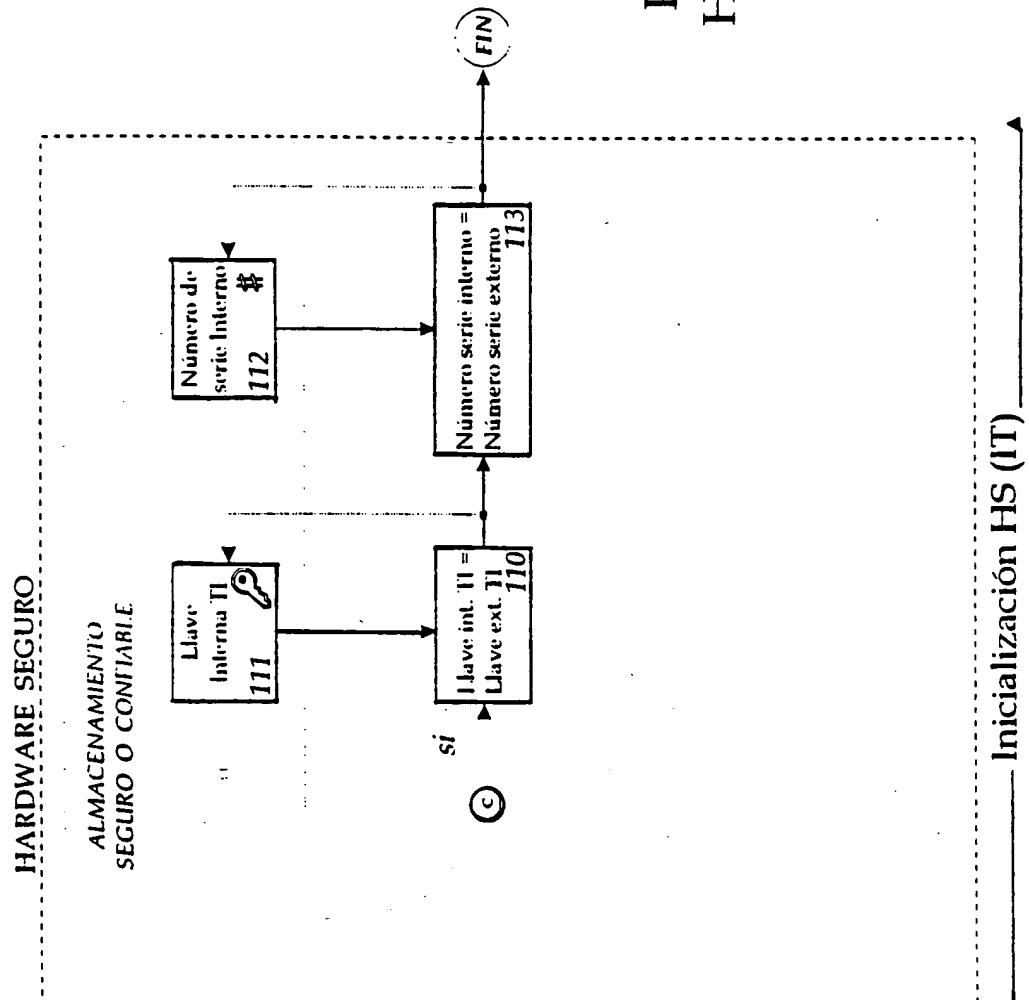 HARDWARE SEGURO
ALMACENAMIENTO
SEGURO O CONFIABLE
Llave
Interna TI
111
Número de
serie Interno
112
#
c
si
Llave int. TI =
Llave ext. TI
110
Número serie interno =
Número serie externo
113
FIN
Inicialización HS (IT)